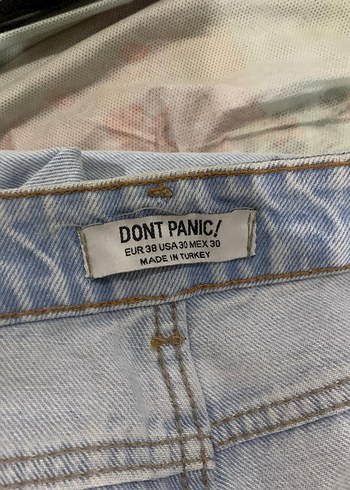 DONT PANIC!
EUR 38 USA 30 MEX 30
MADE IN TURKEY